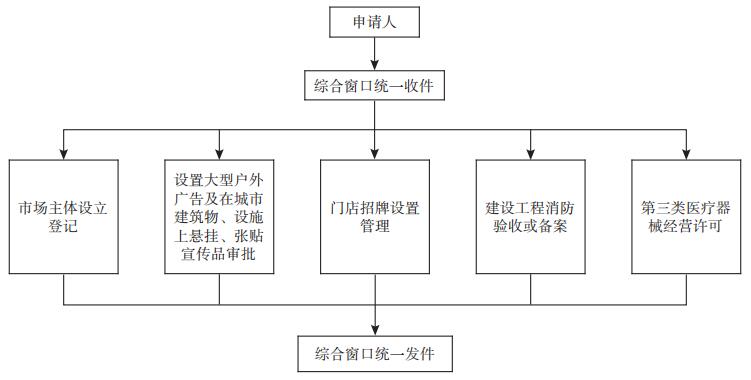 申请人
综合窗口统一收件
市场主体设立
登记
设置大型户外
广告及在城市
建筑物、设施
上悬挂、张贴
宣传品审批
门店招牌设置
管理
建设工程消防
验收或备案
第三类医疗器
械经营许可
综合窗口统一发件